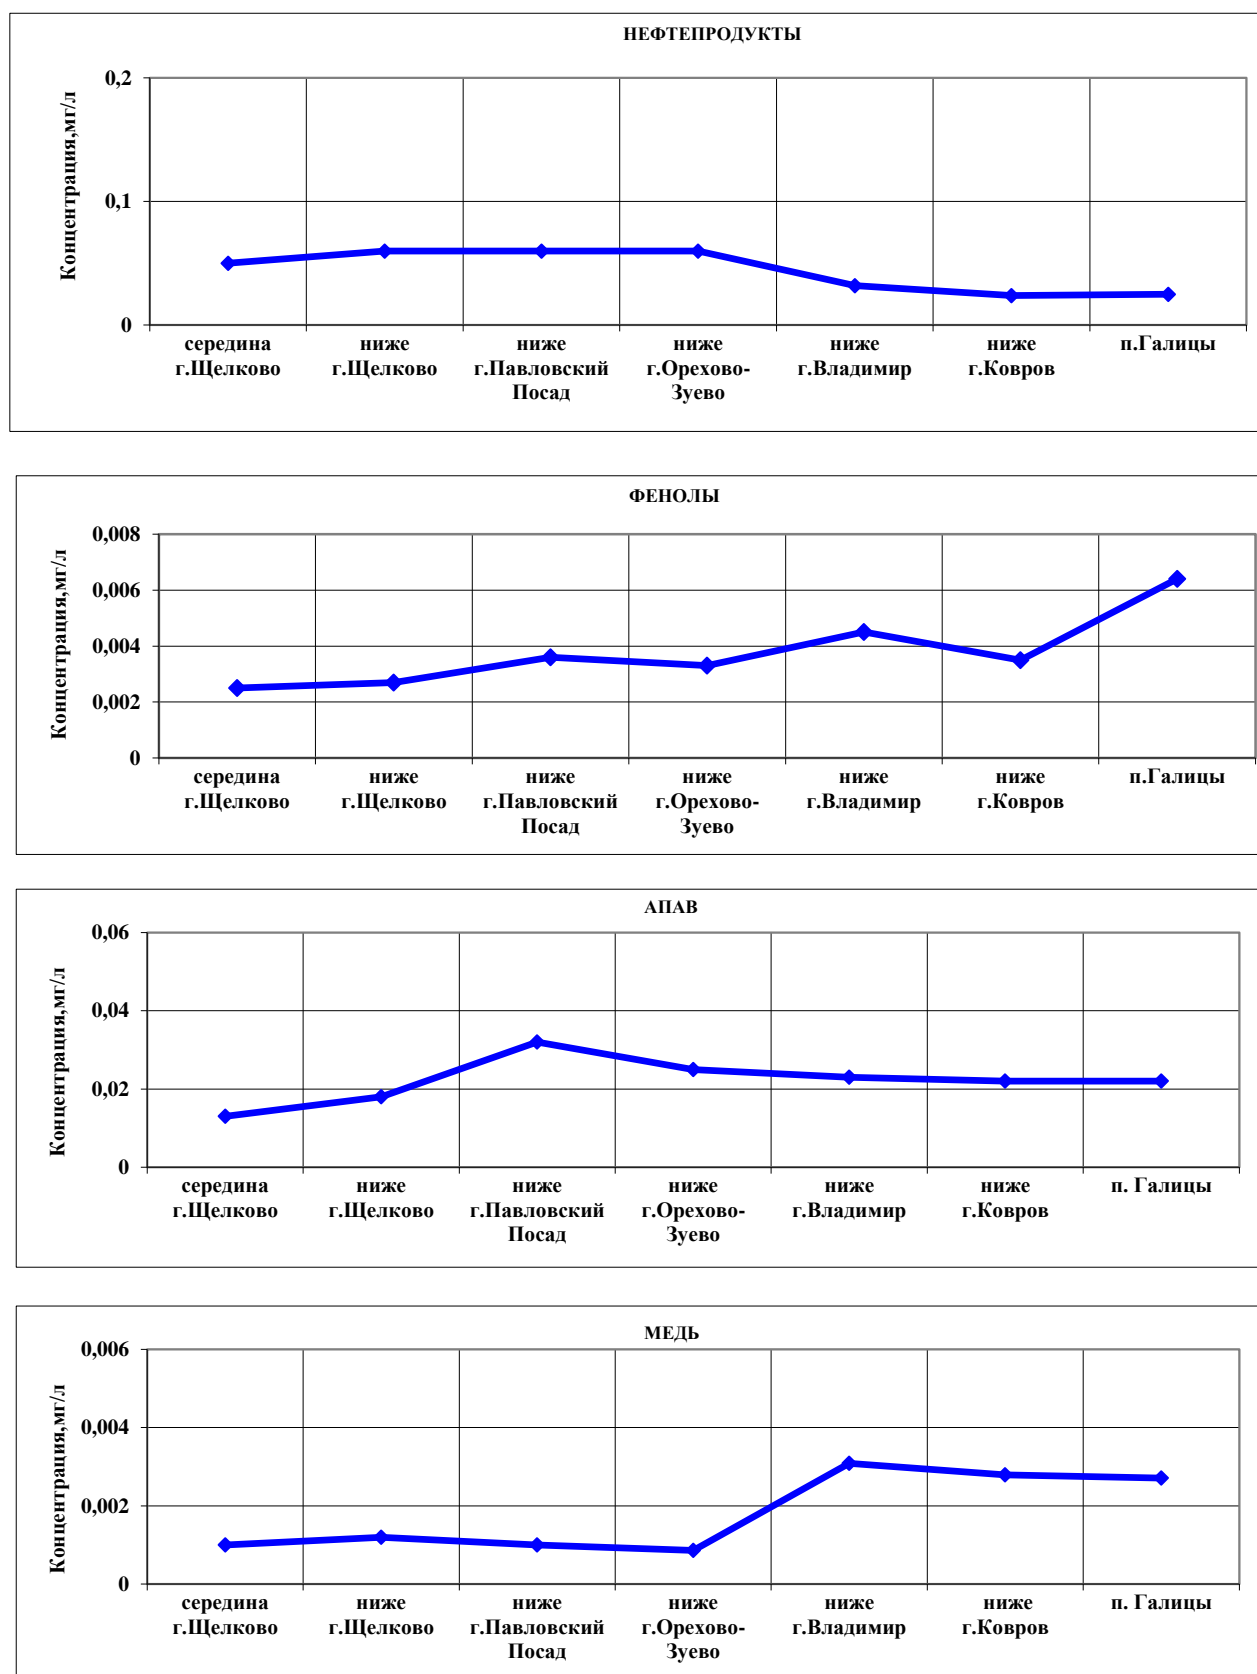 НЕФТЕПРОДУКТЫ
Концентрация,мг/л
0,2
0,1
0
середина ниже ниже ниже ниже ниже п.Галицы
г.Щелково г.Щелково г.Павловский г.Орехово- г.Владимир г.Ковров
Посад Зуево
ФЕНОЛЫ
Концентрация,мг/л
0,008
0,006
0,004
0,002
0
середина ниже ниже ниже ниже ниже п.Галицы
г.Щелково г.Щелково г.Павловский г.Орехово- г.Владимир г.Ковров
Посад Зуево
АПАВ
Концентрация,мг/л
0,06
0,04
0,02
0
середина ниже ниже ниже ниже ниже п. Галицы
г.Щелково г.Щелково г.Павловский г.Орехово- г.Владимир г.Ковров
Посад Зуево
МЕДЬ
Концентрация,мг/л
0,006
0,004
0,002
0
середина ниже ниже ниже ниже ниже п. Галицы
г.Щелково г.Щелково г.Павловский г.Орехово- г.Владимир г.Ковров
Посад Зуево